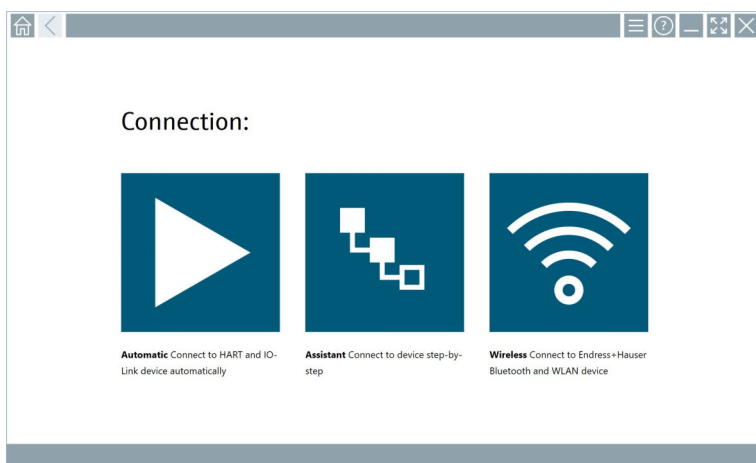 Connection:
Automatic Connect to HART and IO-
Link device automatically
Assistant Connect to device step-by-
step
Wireless Connect to Endress+Hauser
Bluetooth and WLAN device